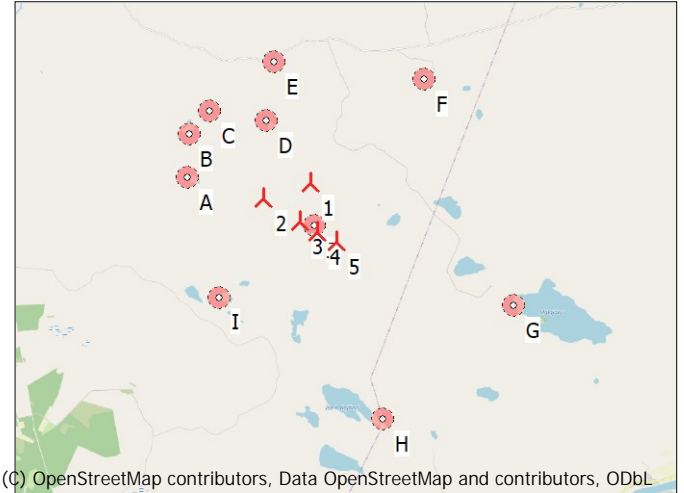 E
F
C
D
B
A
1
2
3
4
5
I
G
H
(C) OpenStreetMap contributors, Data OpenStreetMap and contributors, ODbL